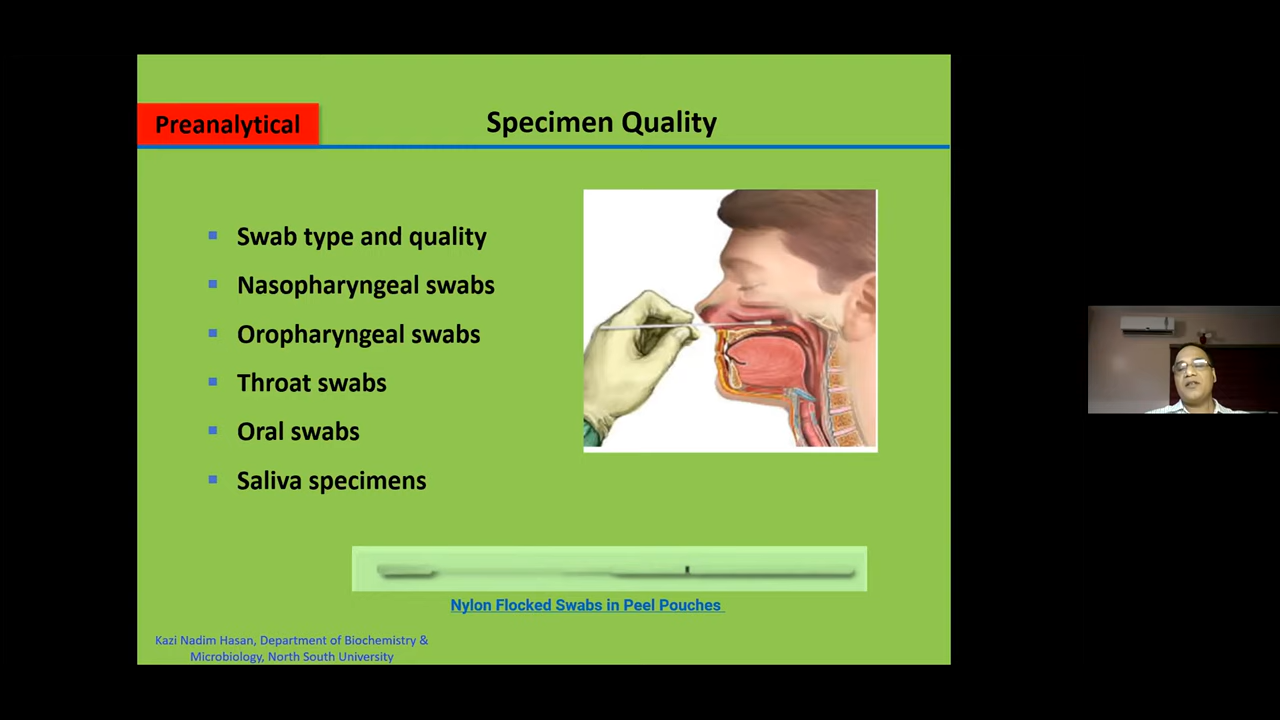 Preanalytical
Specimen Quality
Swab type and quality
Nasopharyngeal swabs
Oropharyngeal swabs
Throat swabs
Oral swabs
Saliva specimens
Nylon Flocked Swabs in Peel Pouches
Kazi Nadim Hasan, Department of Biochemistry &
Microbiology, North South University